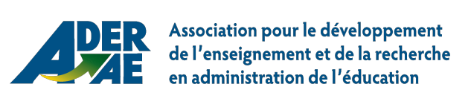 ADER
AE
Association pour le développement
de l'enseignement et de la recherche
en administration de l'éducation